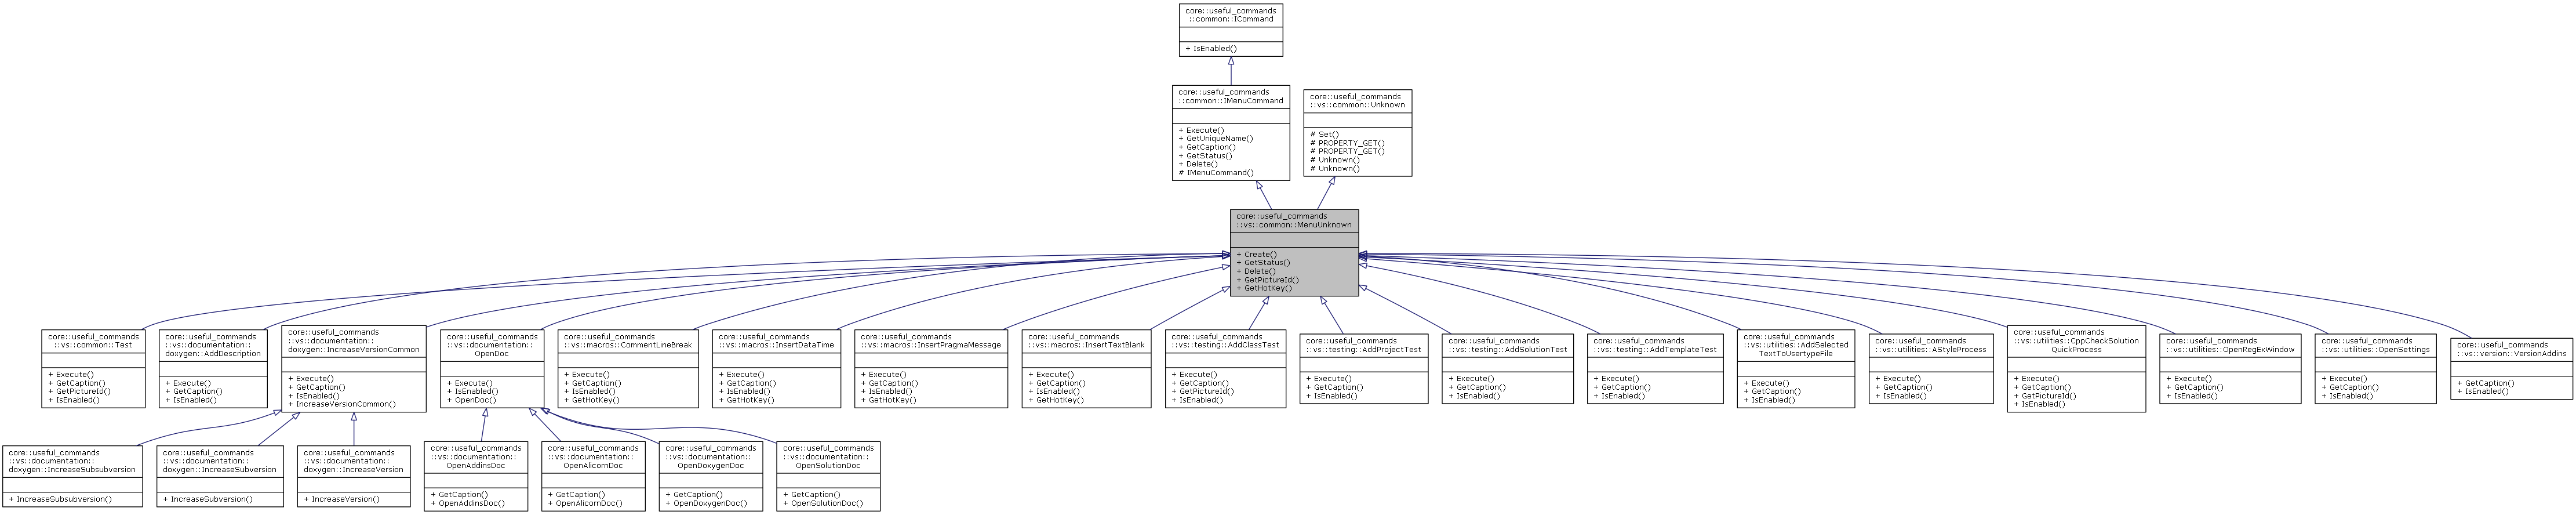 core::useful_commands
::common::ICommand
+ IsEnabled()
core::useful_commands
::common::IMenuCommand
+ Execute()
+ GetUniqueName()
+ GetCaption()
+ GetStatus()
+ Delete()
# IMenuCommand()
core::useful_commands
::vs::common::Unknown
# Set()
# PROPERTY_GET()
# PROPERTY_GET()
# Unknown()
# Unknown()
core::useful_commands
::vs::common::MenuUnknown
+ Create()
+ GetStatus()
+ Delete()
+ GetPictureId()
+ GetHotKey()
core::useful_commands
::vs::common::Test
+ Execute()
+ GetCaption()
+ GetPictureId()
+ IsEnabled()
core::useful_commands
::vs::documentation::
doxygen::AddDescription
+ Execute()
+ GetCaption()
+ IsEnabled()
core::useful_commands
::vs::documentation::
doxygen::IncreaseVersionCommon
+ Execute()
+ GetCaption()
+ IsEnabled()
+ IncreaseVersionCommon()
core::useful_commands
::vs::documentation::
OpenDoc
+ Execute()
+ IsEnabled()
+ OpenDoc()
core::useful_commands
::vs::macros::CommentLineBreak
+ Execute()
+ GetCaption()
+ IsEnabled()
+ GetHotKey()
core::useful_commands
::vs::macros::InsertDataTime
+ Execute()
+ GetCaption()
+ IsEnabled()
+ GetHotKey()
core::useful_commands
::vs::macros::InsertPragmaMessage
+ Execute()
+ GetCaption()
+ IsEnabled()
+ GetHotKey()
core::useful_commands
::vs::macros::InsertTextBlank
+ Execute()
+ GetCaption()
+ IsEnabled()
+ GetHotKey()
core::useful_commands
::vs::testing::AddClassTest
+ Execute()
+ GetCaption()
+ GetPictureId()
+ IsEnabled()
core::useful_commands
::vs::testing::AddProjectTest
+ Execute()
+ GetCaption()
+ IsEnabled()
core::useful_commands
::vs::testing::AddSolutionTest
+ Execute()
+ GetCaption()
+ IsEnabled()
core::useful_commands
::vs::testing::AddTemplateTest
+ Execute()
+ GetCaption()
+ IsEnabled()
core::useful_commands
::vs::utilities::AddSelected
TextToUsertypeFile
+ Execute()
+ GetCaption()
+ IsEnabled()
core::useful_commands
::vs::utilities::AStyleProcess
+ Execute()
+ GetCaption()
+ IsEnabled()
core::useful_commands
::vs::utilities::CppCheckSolution
QuickProcess
+ Execute()
+ GetCaption()
+ GetPictureId()
+ IsEnabled()
core::useful_commands
::vs::utilities::OpenRegExWindow
+ Execute()
+ GetCaption()
+ IsEnabled()
core::useful_commands
::vs::utilities::OpenSettings
+ Execute()
+ GetCaption()
+ IsEnabled()
core::useful_commands
::vs::version::VersionAddins
+ GetCaption()
+ IsEnabled()
core::useful_commands
::vs::documentation::
doxygen::IncreaseSubsubversion
+ IncreaseSubsubversion()
core::useful_commands
::vs::documentation::
doxygen::IncreaseSubversion
+ IncreaseSubversion()
core::useful_commands
::vs::documentation::
doxygen::IncreaseVersion
+ IncreaseVersion()
core::useful_commands
::vs::documentation::
OpenAddinsDoc
+ GetCaption()
+ OpenAddinsDoc()
core::useful_commands
::vs::documentation::
OpenAlicornDoc
+ GetCaption()
+ OpenAlicornDoc()
core::useful_commands
::vs::documentation::
OpenDoxygenDoc
+ GetCaption()
+ OpenDoxygenDoc()
core::useful_commands
::vs::documentation::
OpenSolutionDoc
+ GetCaption()
+ OpenSolutionDoc()